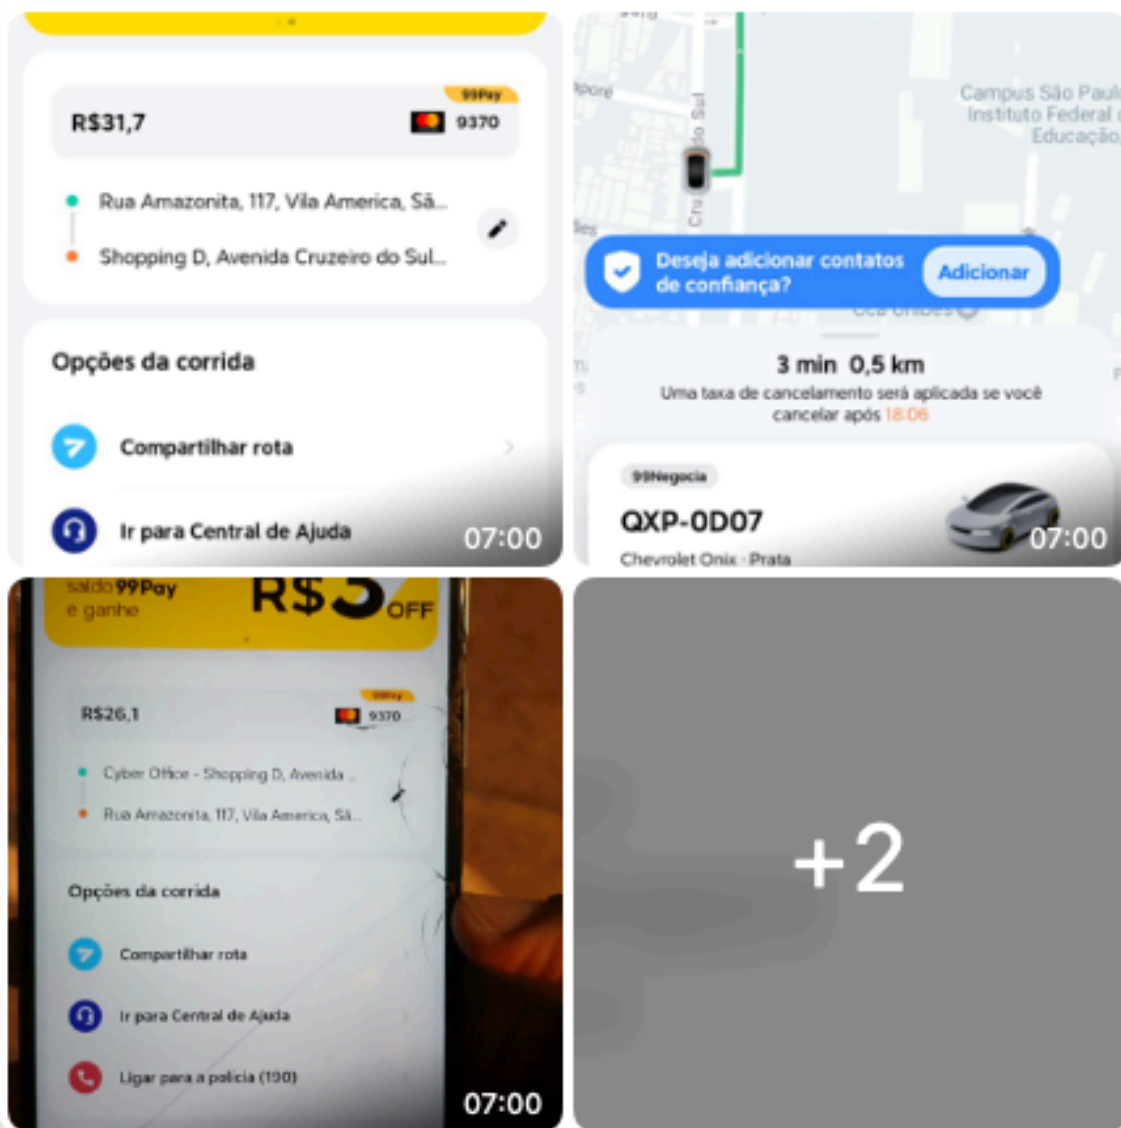 R$31,7
99Pay
9370
Rua Amazonita, 117, Vila America, Sã...
Shopping D, Avenida Cruzeiro do Sul...
Opções da corrida
Compartilhar rota
Ir para Central de Ajuda
07:00
do Sul
Cru
Campus São Paulo
Instituto Federal
Educação,
Deseja adicionar contatos
de confiança?
Adicionar
3 min 0,5 km
Uma taxa de cancelamento será aplicada se você
cancelar após 18:06
99Negocia
QXP-0D07
Chevrolet Onix · Prata
07:00
saldo 99Pay
e ganhe
R$3
OFF
99Pay
R$26,1
9370
Cyber Office - Shopping D, Avenida ...
Rua Amazonita, 117, Vila America, Sã...
Opções da corrida
Compartilhar rota
Ir para Central de Ajuda
Ligar para a polícia (190)
07:00
+2